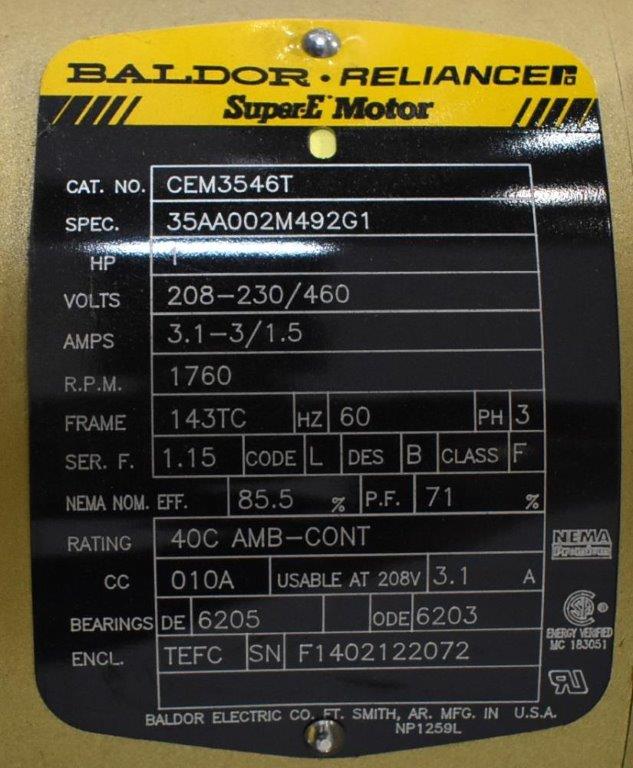 BALDOR • RELIANCE
Super-E Motor
CAT. NO. CEM3546T
SPEC. 35AA002M492G1
HP 1
VOLTS 208-230/460
AMPS 3.1-3/1.5
R.P.M. 1760
FRAME 143TC HZ 60 PH 3
SER. F. 1.15 CODE L DES B CLASS F
NEMA NOM. EFF. 85.5 % P.F. 71 %
RATING 40C AMB-CONT
NEMA
Premium
CC 010A USABLE AT 208V 3.1 A
BEARINGS DE 6205 ODE 6203
ENERGY VERIFIED
MC 183051
ENCL. TEFC SN F1402122072
BALDOR ELECTRIC CO. FT. SMITH, AR. MFG. IN U.S.A.
NP1259L